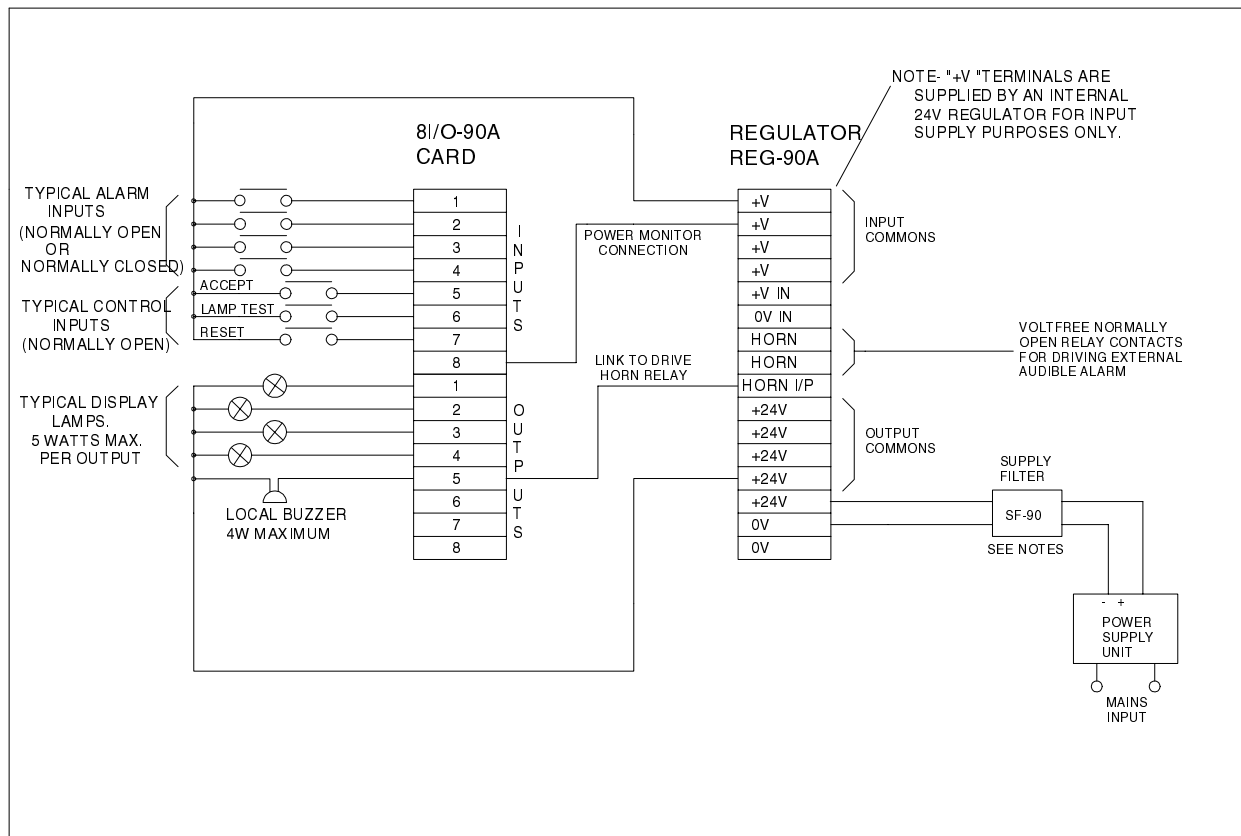 NOTE- "+V "TERMINALS ARE
SUPPLIED BY AN INTERNAL
24V REGULATOR FOR INPUT
SUPPLY PURPOSES ONLY.
8I/O-90A
CARD
REGULATOR
REG-90A
TYPICAL ALARM
INPUTS
(NORMALLY OPEN
OR
NORMALLY CLOSED)
ACCEPT
TYPICAL CONTROL
INPUTS
(NORMALLY OPEN)
LAMP TEST
RESET
TYPICAL DISPLAY
LAMPS.
5 WATTS MAX.
PER OUTPUT
LOCAL BUZZER
4W MAXIMUM
1
2
3
4
5
6
7
8
INPUTS
1
2
3
4
5
6
7
8
OUTPUTS
POWER MONITOR
CONNECTION
LINK TO DRIVE
HORN RELAY
+V
+V
+V
+V
+V IN
0V IN
HORN
HORN
HORN I/P
+24V
+24V
+24V
+24V
+24V
0V
0V
INPUT
COMMONS
VOLTFREE NORMALLY
OPEN RELAY CONTACTS
FOR DRIVING EXTERNAL
AUDIBLE ALARM
OUTPUT
COMMONS
SUPPLY
FILTER
SF-90
SEE NOTES
- +
POWER
SUPPLY
UNIT
MAINS
INPUT